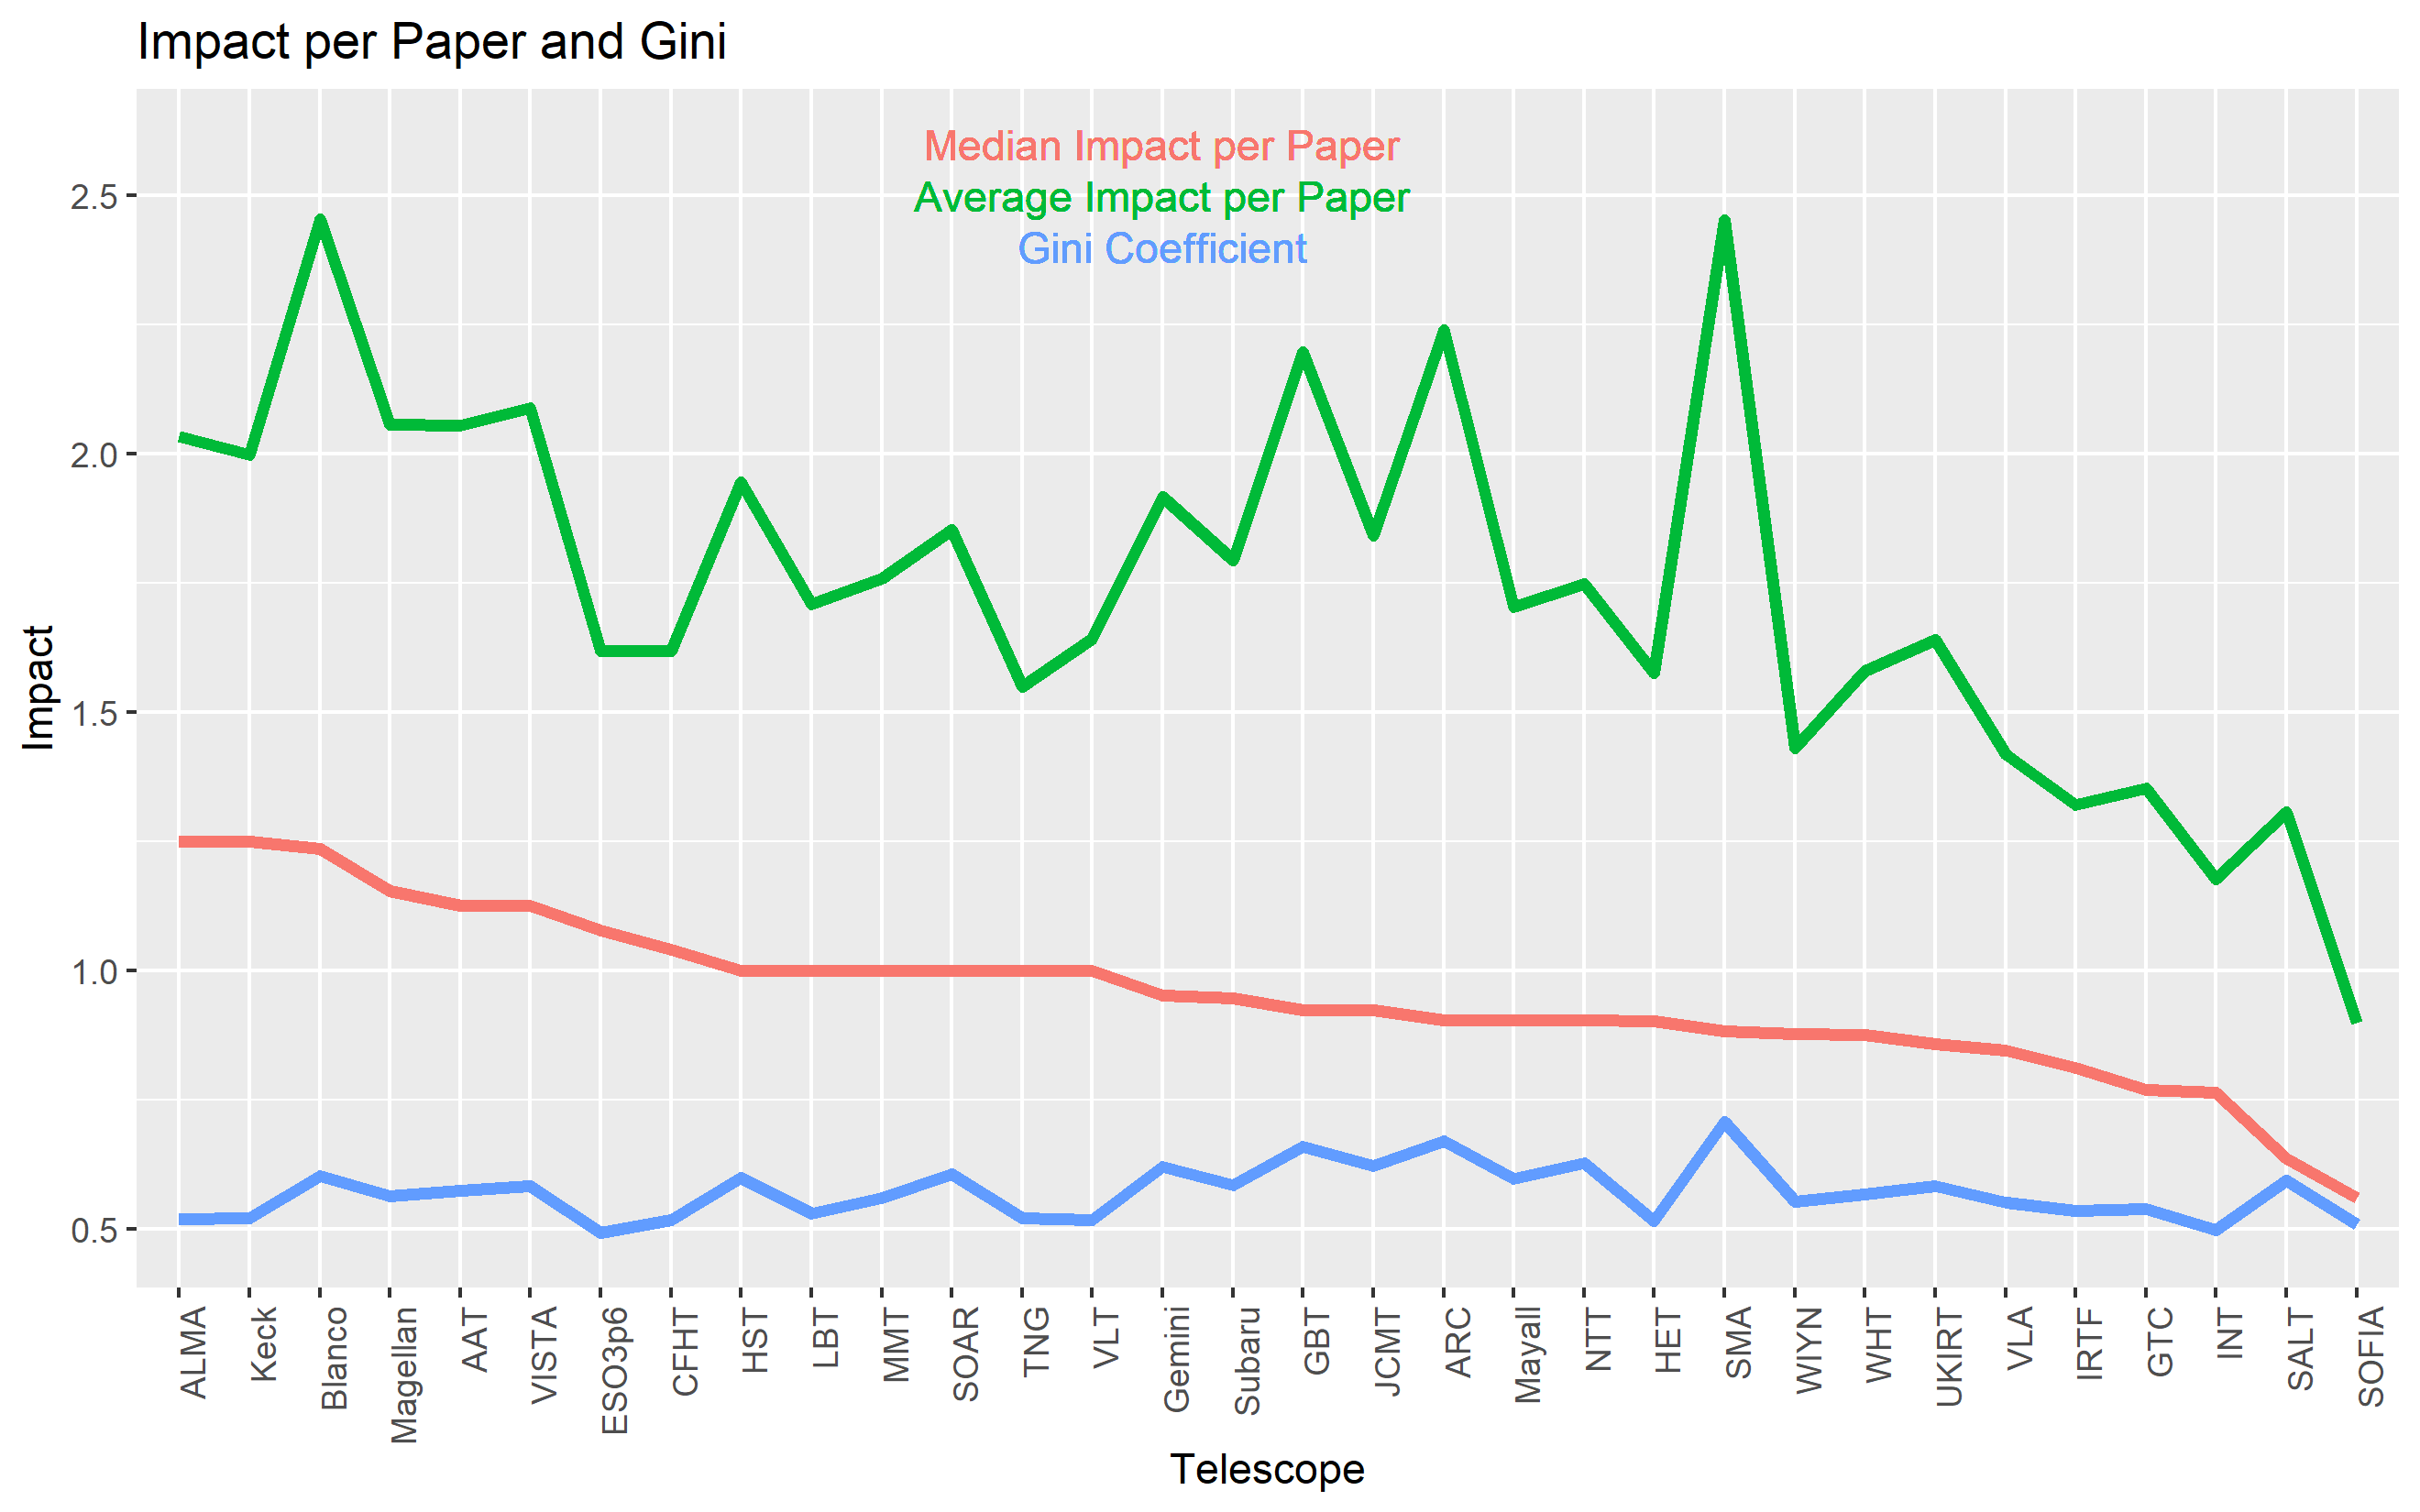 Impact per Paper and Gini
Median Impact per Paper
Average Impact per Paper
Gini Coefficient
2.5
2.0
1.5
1.0
0.5
Impact
ALMA
Keck
Blanco
Magellan
AAT
VISTA
ESO3p6
CFHT
HST
LBT
MMT
SOAR
TNG
VLT
Gemini
Subaru
GBT
JCMT
ARC
Mayall
NTT
HET
SMA
WIYN
WHT
UKIRT
VLA
IRTF
GTC
INT
SALT
SOFIA
Telescope